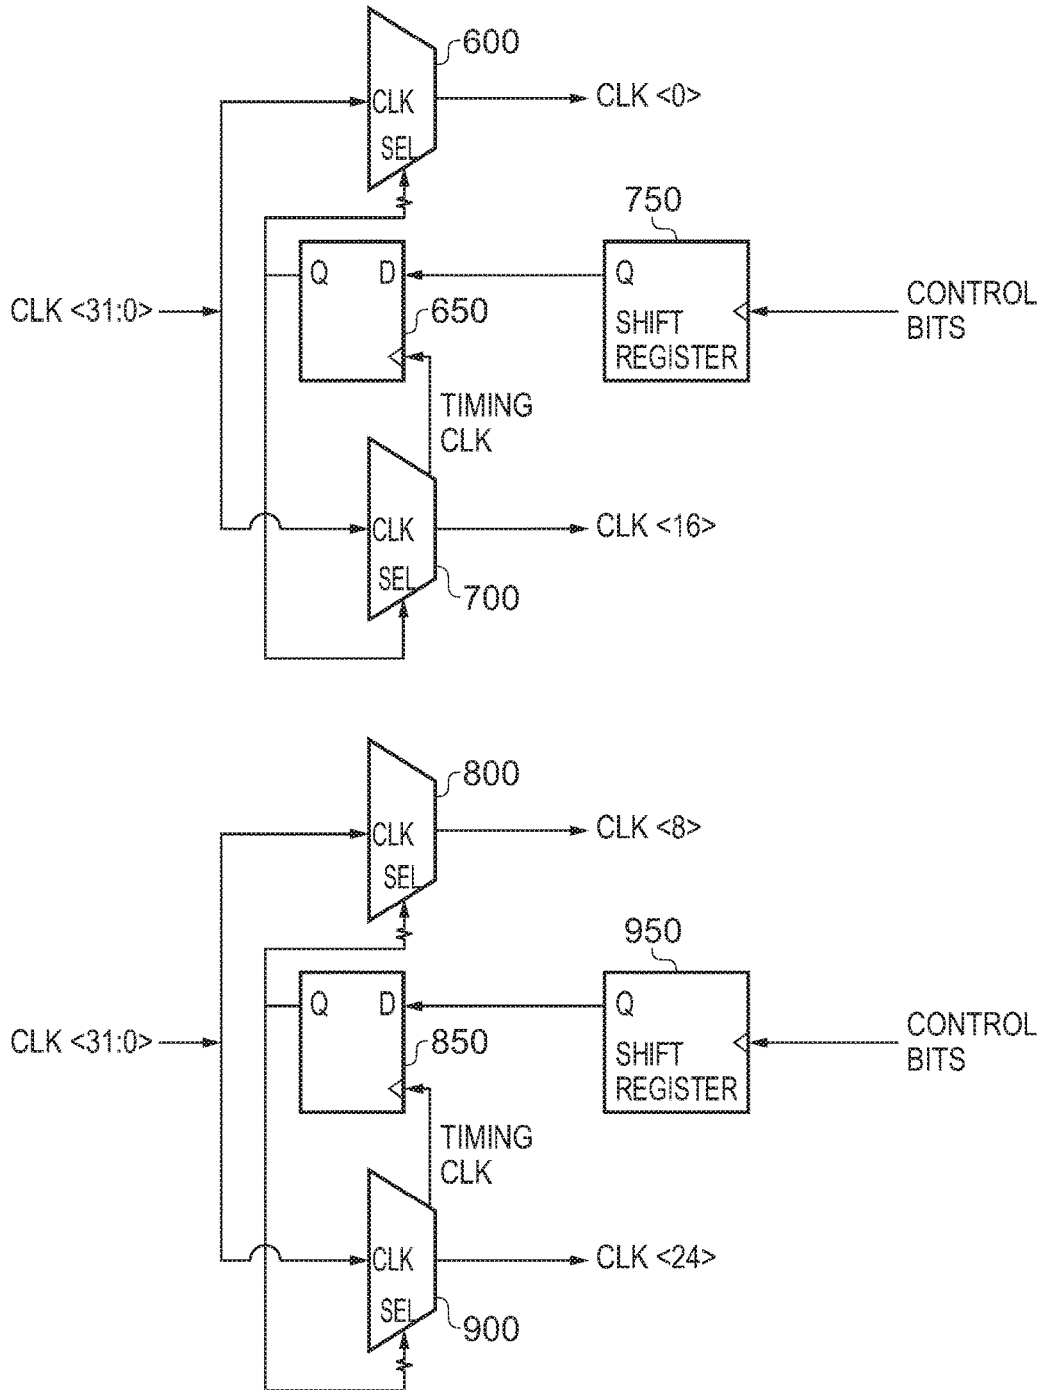 600
CLK
CLK <0>
SEL
750
Q
D
Q
CLK <31:0>
650
SHIFT
REGISTER
CONTROL
BITS
TIMING
CLK
CLK
CLK <16>
SEL
700
800
CLK
CLK <8>
SEL
950
Q
D
Q
CLK <31:0>
850
SHIFT
REGISTER
CONTROL
BITS
TIMING
CLK
CLK
CLK <24>
SEL
900